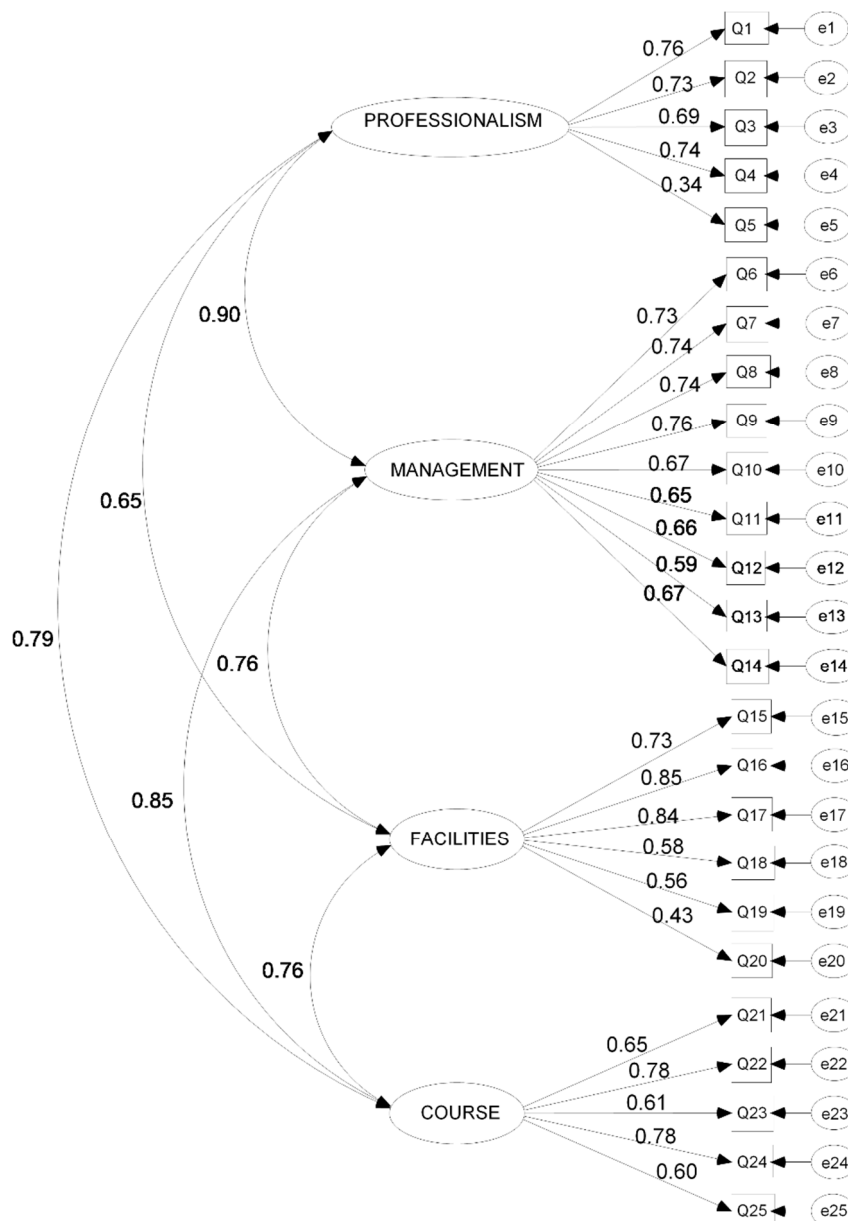 Q1 e1
0.76
Q2 e2
0.73
PROFESSIONALISM 0.69 Q3 e3
0.74
Q4 e4
0.34
Q5 e5
Q6 e6
0.90 0.73
Q7 e7
0.74
Q8 e8
0.74
0.76 Q9 e9
MANAGEMENT 0.67 Q10 e10
0.65 0.65
Q11 e11
0.66
0.59 Q12 e12
0.67
Q13 e13
0.79
0.76 Q14 e14
Q15 e15
0.73
Q16 e16
0.85 0.85
0.84 Q17 e17
FACILITIES 0.58
Q18 e18
0.56
Q19 e19
0.43
Q20 e20
0.76
Q21 e21
0.65
Q22 e22
0.78
COURSE 0.61 Q23 e23
0.78
Q24 e24
0.60
Q25 e25